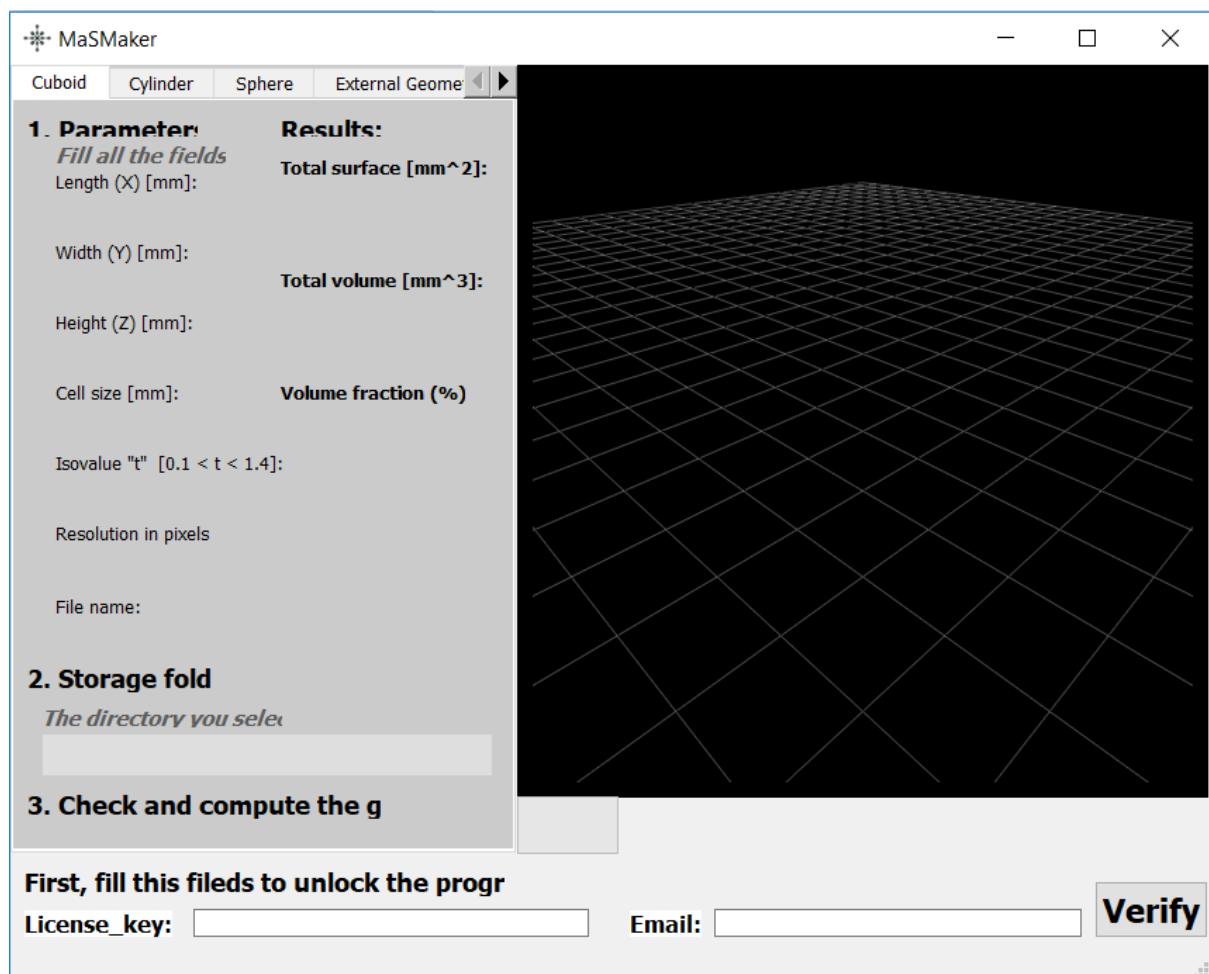 MaSMaker
Cuboid Cylinder Sphere External Geome
1. Parameter
Results:
Fill all the fields
Total surface [mm^2]:
Length (X) [mm]:
Width (Y) [mm]:
Total volume [mm^3]:
Height (Z) [mm]:
Cell size [mm]:
Volume fraction (%)
Isovalue "t" [0.1 < t < 1.4]:
Resolution in pixels
File name:
2. Storage fold
The directory you sele
3. Check and compute the g
First, fill this fileds to unlock the progr
License_key:
Email:
Verify